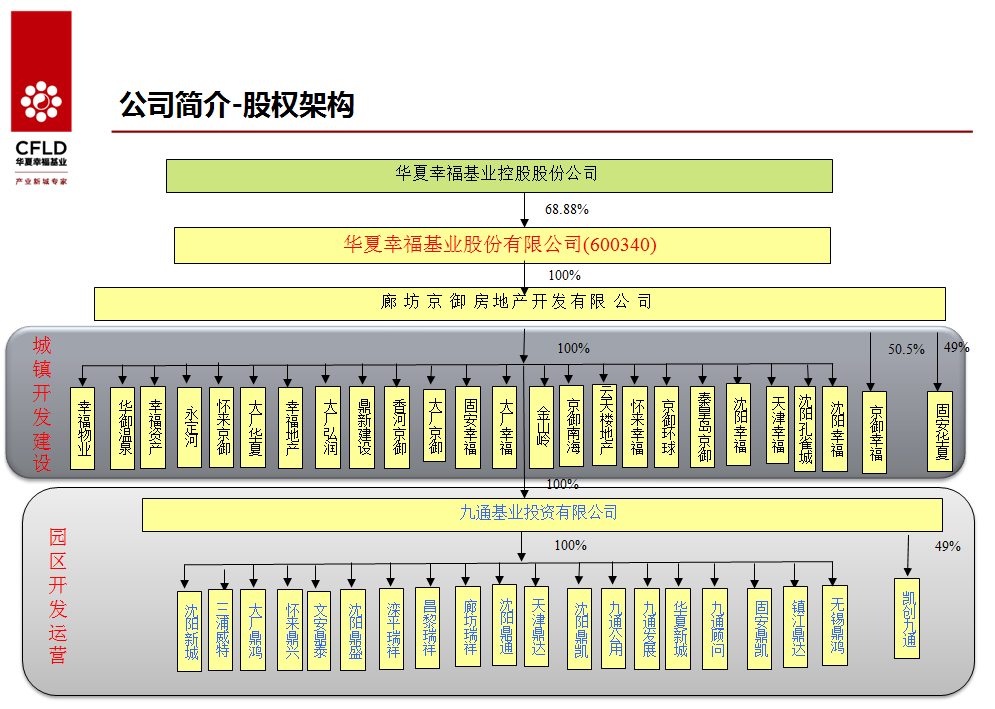 CFLD
华夏幸福基业
产业新城专家
公司简介-股权架构
华夏幸福基业控股股份公司
68.88%
华夏幸福基业股份有限公司(600340)
100%
廊坊京御房地产开发有限公司
城镇开发建设
100%
50.5%
49%
幸福物业
华御温泉
幸福资产
永定河
怀来京御
大厂华夏
幸福地产
大厂弘润
鼎新建设
香河京御
大厂京御
固安幸福
大厂幸福
金山岭
京御南海
云天楼地产
怀来幸福
京御环球
秦皇岛京御
沈阳幸福
天津幸福
沈阳孔雀城
沈阳幸福
京御幸福
固安华夏
100%
园区开发运营
九通基业投资有限公司
100%
49%
沈阳新城
三浦威特
大厂鼎鸿
怀来鼎兴
文安鼎泰
沈阳鼎盛
滦平瑞祥
昌黎瑞祥
廊坊瑞祥
沈阳鼎通
天津鼎达
沈阳鼎凯
九通公用
九通发展
华夏新城
九通顾问
固安鼎凯
镇江鼎达
无锡鼎鸿
凯创九通